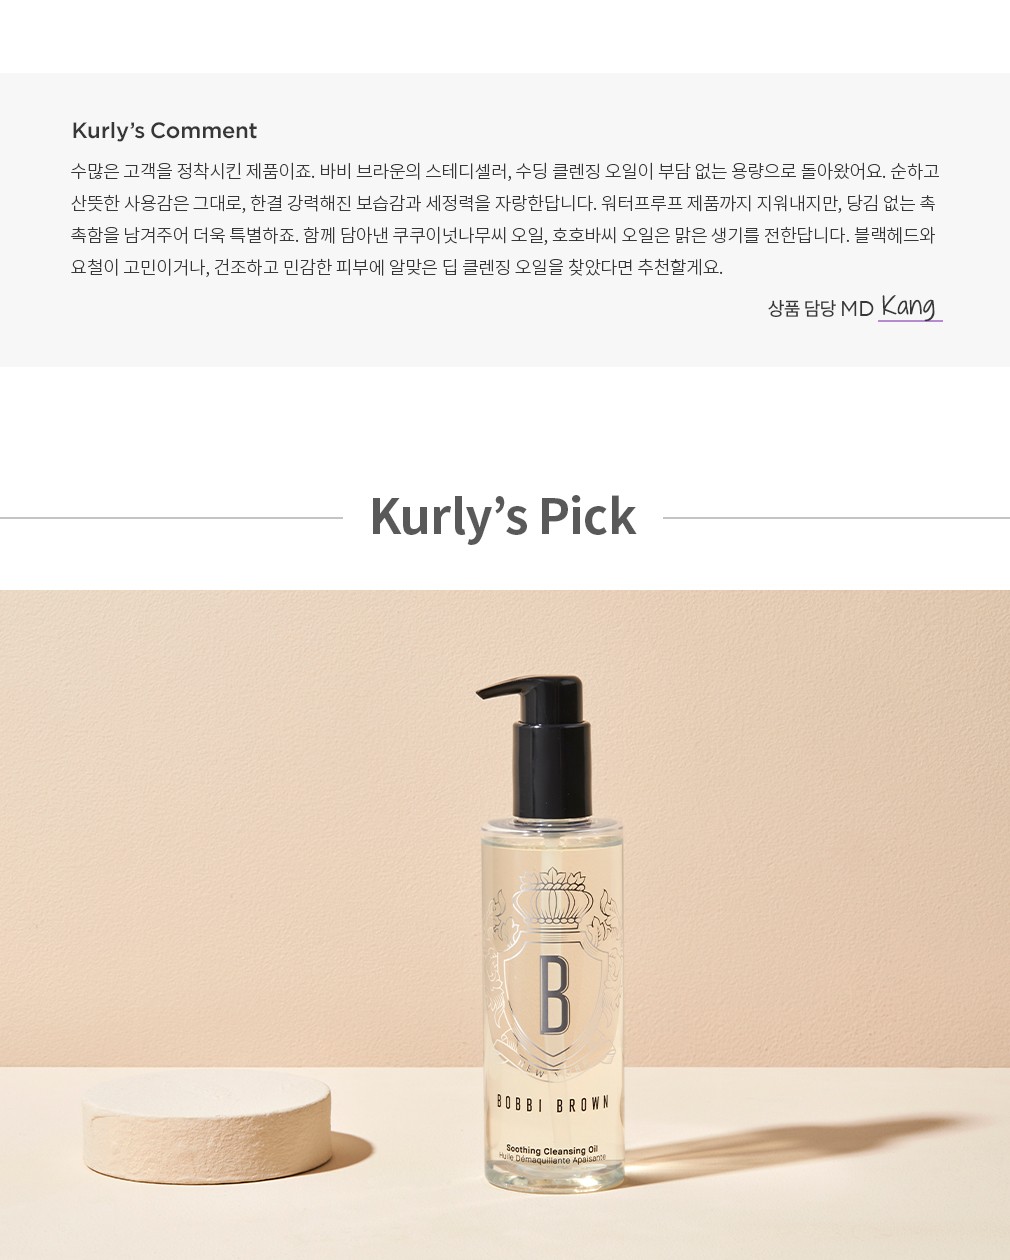 Kurly’s Comment
수많은 고객을 정착시킨 제품이죠. 바비 브라운의 스테디셀러, 수딩 클렌징 오일이 부담 없는 용량으로 돌아왔어요. 순하고
산뜻한 사용감은 그대로, 한결 강력해진 보습감과 세정력을 자랑한답니다. 워터프루프 제품까지 지워내지만, 당김 없는 촉
촉함을 남겨주어 더욱 특별하죠. 함께 담아낸 쿠쿠이넛나무씨 오일, 호호바씨 오일은 맑은 생기를 전한답니다. 블랙헤드와
요철이 고민이거나, 건조하고 민감한 피부에 알맞은 딥 클렌징 오일을 찾았다면 추천할게요.
상품 담당 MD Kang
Kurly’s Pick
B
BOBBI BROWN
Soothing Cleansing Oil
Huile Démaquillante Apaisante